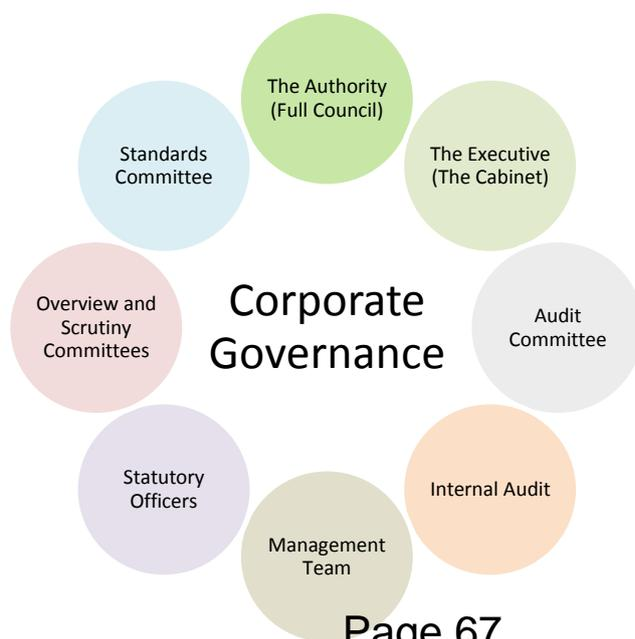 The Authority
(Full Council)
The Executive
(The Cabinet)
Audit
Committee
Internal Audit
Management
Team
Statutory
Officers
Overview and
Scrutiny
Committees
Standards
Committee
Corporate
Governance
Page 67